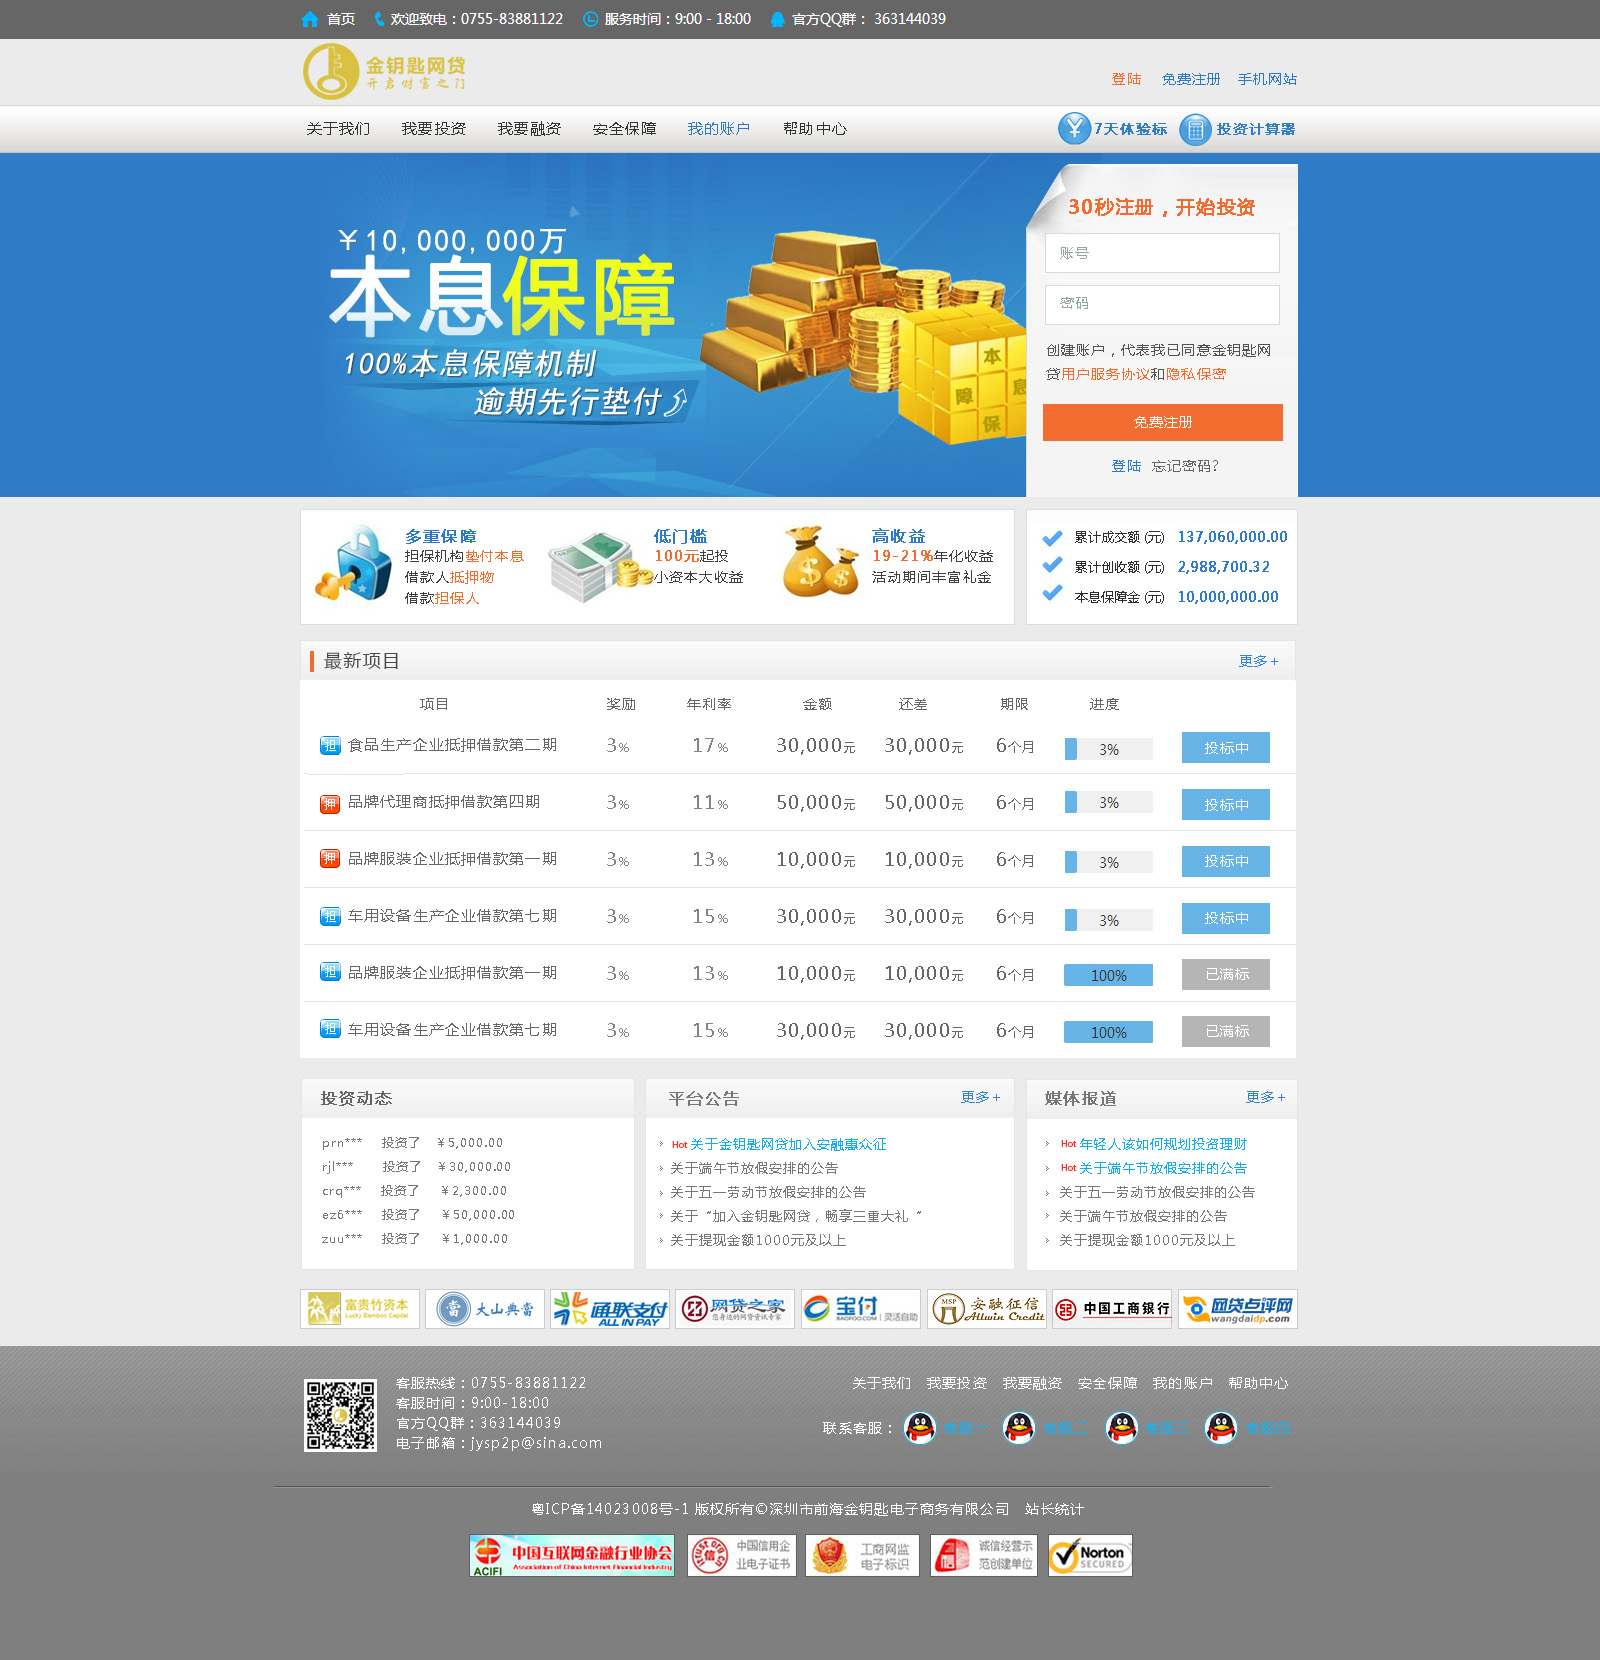 首页 欢迎致电：0755-83881122 服务时间：9:00 - 18:00 官方QQ群： 363144039
金钥匙网贷
开启财富之门
登陆 免费注册 手机网站
关于我们 我要投资 我要融资 安全保障 我的账户 帮助中心 7天体验标 投资计算器
￥10,000,000万
本息保障
100%本息保障机制
逾期先行垫付
本
息
障
保
30秒注册，开始投资
账号
密码
创建账户，代表我已同意金钥匙网
贷用户服务协议和隐私保密
免费注册
登陆 忘记密码？
多重保障
担保机构垫付本息
借款人抵押物
借款担保人
低门槛
100元起投
小资本大收益
高收益
19-21%年化收益
活动期间丰富礼金
累计成交额 (元) 137,060,000.00
累计创收额 (元) 2,988,700.32
本息保障金 (元) 10,000,000.00
最新项目 更多+
项目 奖励 年利率 金额 还差 期限 进度
担 食品生产企业抵押借款第二期 3% 17% 30,000元 30,000元 6个月 3% 投标中
押 品牌代理商抵押借款第四期 3% 11% 50,000元 50,000元 6个月 3% 投标中
押 品牌服装企业抵押借款第一期 3% 13% 10,000元 10,000元 6个月 3% 投标中
担 车用设备生产企业借款第七期 3% 15% 30,000元 30,000元 6个月 3% 投标中
担 品牌服装企业抵押借款第一期 3% 13% 10,000元 10,000元 6个月 100% 已满标
担 车用设备生产企业借款第七期 3% 15% 30,000元 30,000元 6个月 100% 已满标
投资动态
prn*** 投资了 ￥5,000.00
rjl*** 投资了 ￥30,000.00
crq*** 投资了 ￥2,300.00
ez6*** 投资了 ￥50,000.00
zuu*** 投资了 ￥1,000.00
平台公告 更多+
Hot 关于金钥匙网贷加入安融惠众征
关于端午节放假安排的公告
关于五一劳动节放假安排的公告
关于“加入金钥匙网贷，畅享三重大礼 “
关于提现金额1000元及以上
媒体报道 更多+
Hot 年轻人该如何规划投资理财
Hot 关于端午节放假安排的公告
关于五一劳动节放假安排的公告
关于端午节放假安排的公告
关于提现金额1000元及以上
富贵竹资本
Lucky Bamboo Capital
當 大山典當
通联支付
ALL IN PAY
网贷之家
您身边的网贷资讯专家
宝付
BAOFOO.COM 灵活自助
MSP 安融征信
Allwin Credit
中国工商银行
网贷点评网
wangdaidp.com
客服热线：0755-83881122
客服时间：9:00-18:00
官方QQ群：363144039
电子邮箱：jysp2p@sina.com
关于我们 我要投资 我要融资 安全保障 我的账户 帮助中心
联系客服：
粤ICP备14023008号-1 版权所有©深圳市前海金钥匙电子商务有限公司 站长统计
ACIFI 中国互联网金融行业协会
Association of China Internet Financial Industry
中国信用企
业电子证书
工商网监
电子标识
诚信经营示
范创建单位
Norton
SECURED